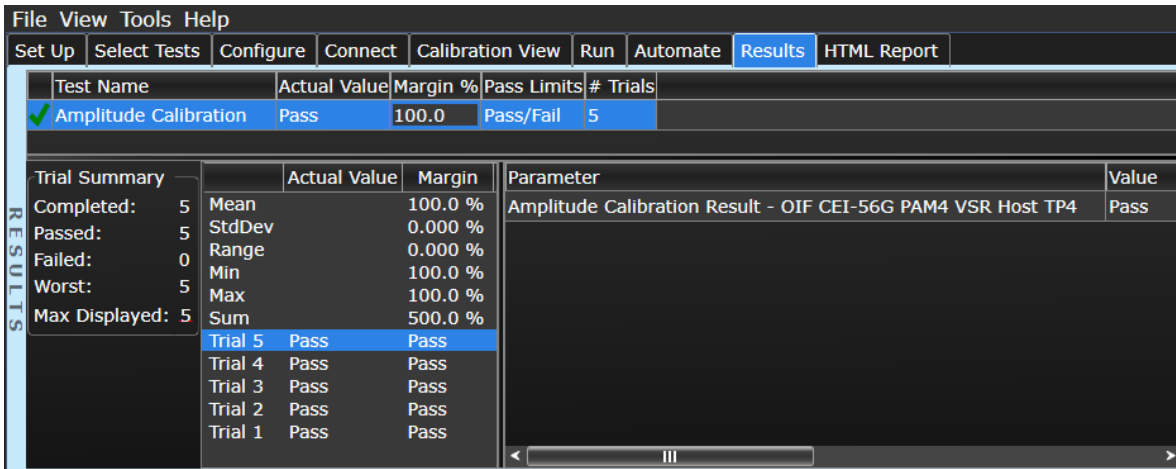 File View Tools Help
Set Up Select Tests Configure Connect Calibration View Run Automate Results HTML Report
Test Name Actual Value Margin % Pass Limits # Trials
Amplitude Calibration Pass 100.0 Pass/Fail 5
RESULTS
Trial Summary
Completed: 5
Passed: 5
Failed: 0
Worst: 5
Max Displayed: 5
Actual Value Margin
Mean 100.0 %
StdDev 0.000 %
Range 0.000 %
Min 100.0 %
Max 100.0 %
Sum 500.0 %
Trial 5 Pass Pass
Trial 4 Pass Pass
Trial 3 Pass Pass
Trial 2 Pass Pass
Trial 1 Pass Pass
Parameter Value
Amplitude Calibration Result - OIF CEI-56G PAM4 VSR Host TP4 Pass